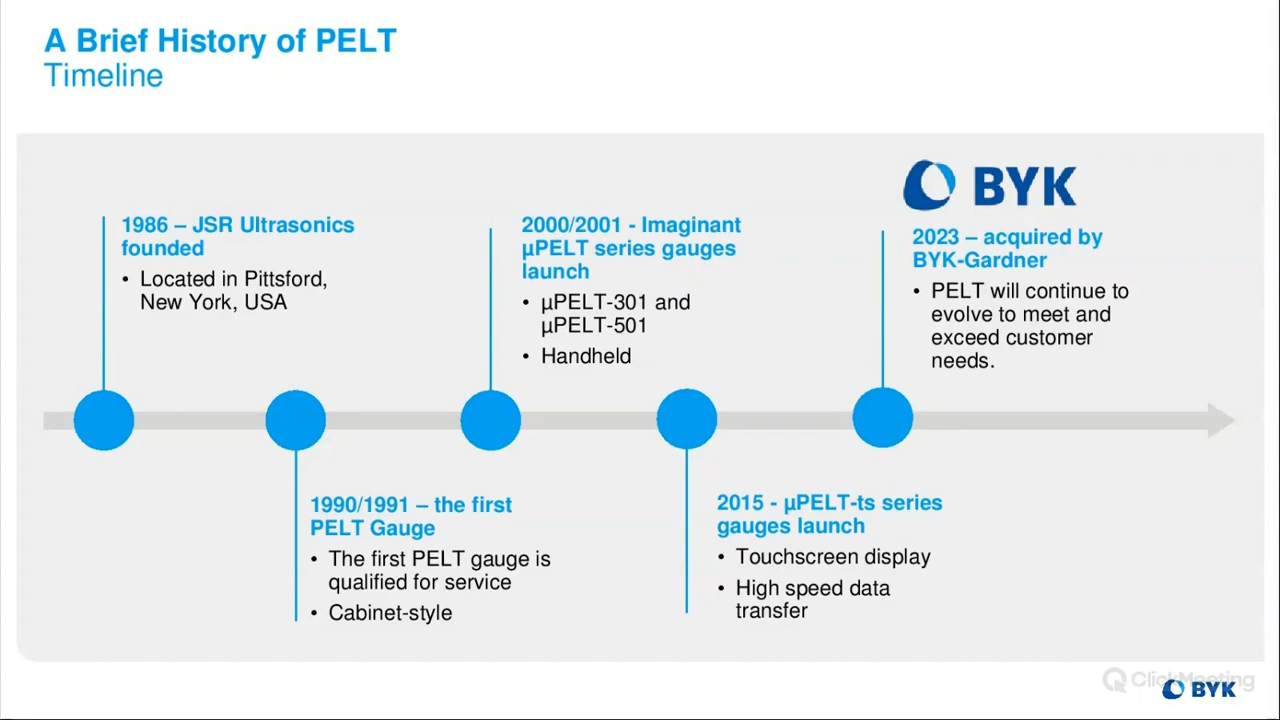 A Brief History of PELT
Timeline
BYK
1986 – JSR Ultrasonics
founded
• Located in Pittsford,
New York, USA
2000/2001 - Imaginant
µPELT series gauges
launch
• µPELT-301 and
µPELT-501
• Handheld
2023 – acquired by
BYK-Gardner
• PELT will continue to
evolve to meet and
exceed customer
needs.
1990/1991 – the first
PELT Gauge
• The first PELT gauge is
qualified for service
• Cabinet-style
2015 - µPELT-ts series
gauges launch
• Touchscreen display
• High speed data
transfer
ClickMeeting
BYK